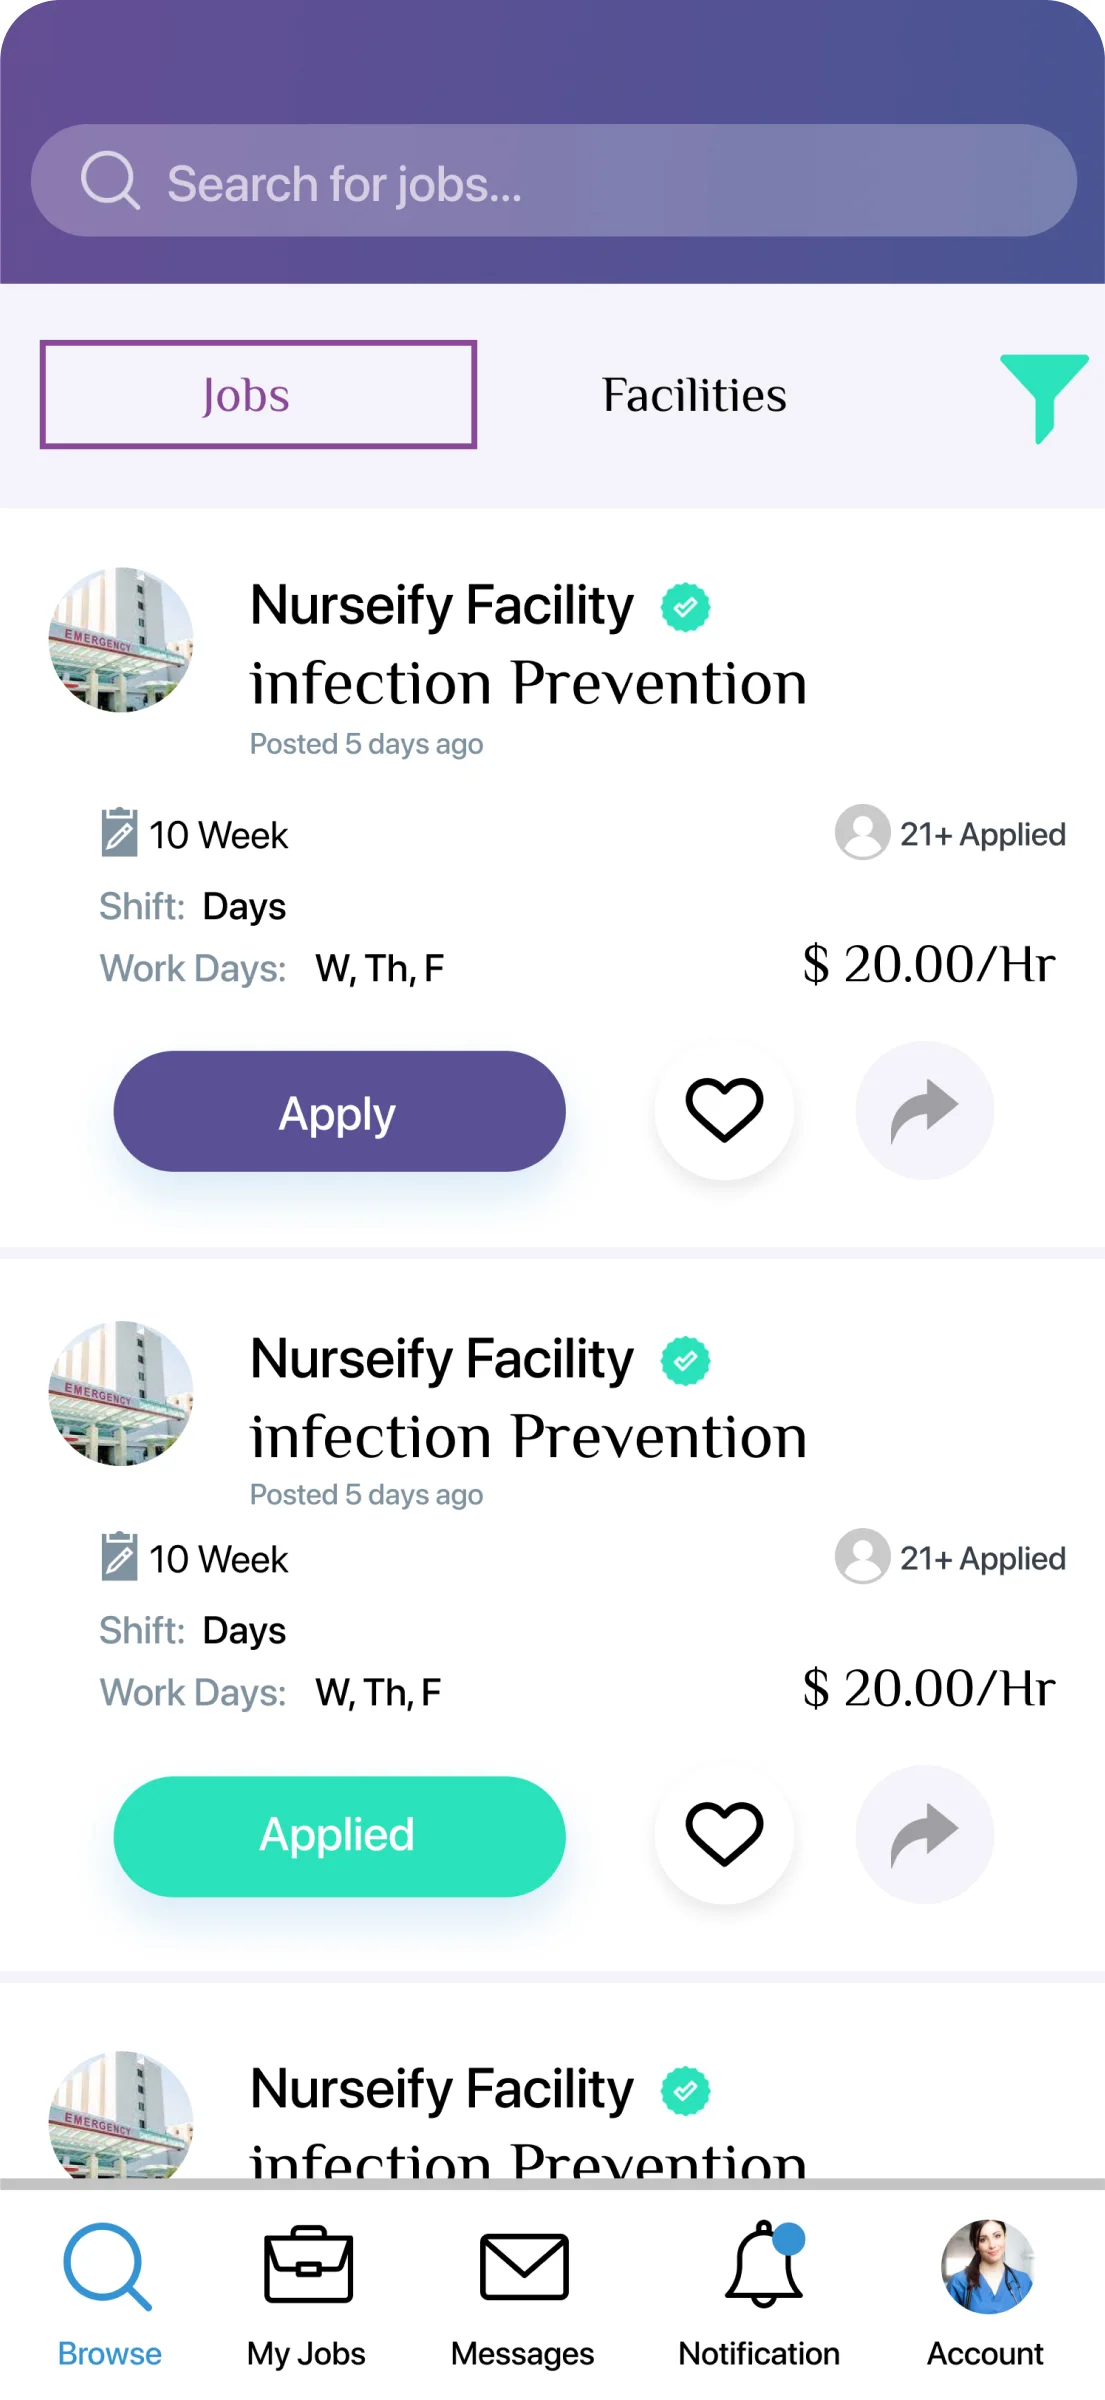 Search for jobs...
Jobs
Facilities
EMERGENCY
Nurseify Facility
infection Prevention
Posted 5 days ago
10 Week
21+ Applied
Shift: Days
Work Days: W, Th, F
$ 20.00/Hr
Apply
EMERGENCY
Nurseify Facility
infection Prevention
Posted 5 days ago
10 Week
21+ Applied
Shift: Days
Work Days: W, Th, F
$ 20.00/Hr
Applied
EMERGENCY
Nurseify Facility
infection Prevention
Browse
My Jobs
Messages
Notification
Account